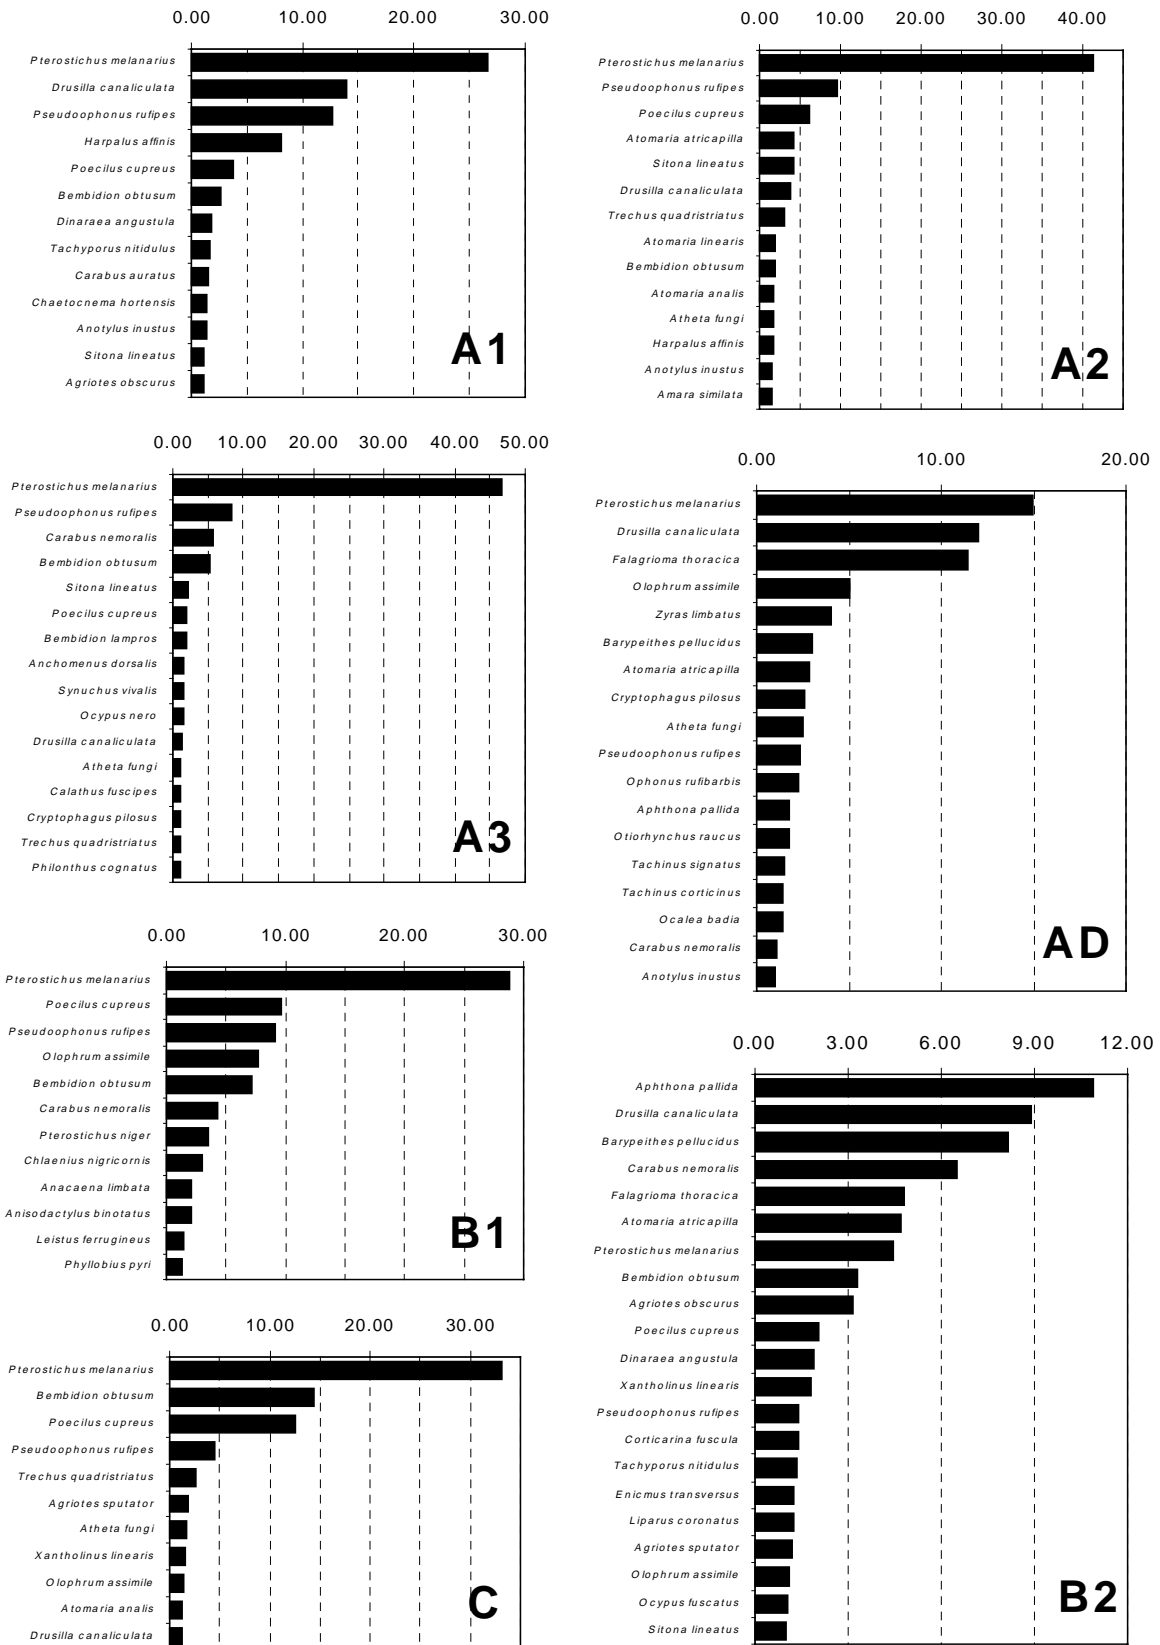 0.00 10.00 20.00 30.00
Pterostichus melanarius
Drusilla canaliculata
Pseudoophonus rufipes
Harpalus affinis
Poecilus cupreus
Bembidion obtusum
Dinaraea angustula
Tachyporus nitidulus
Carabus auratus
Chaetocnema hortensis
Anotylus inustus
Sitona lineatus
Agriotes obscurus
A1
0.00 10.00 20.00 30.00 40.00
Pterostichus melanarius
Pseudoophonus rufipes
Poecilus cupreus
Atomaria atricapilla
Sitona lineatus
Drusilla canaliculata
Trechus quadristriatus
Atomaria linearis
Bembidion obtusum
Atomaria analis
Atheta fungi
Harpalus affinis
Anotylus inustus
Amara similata
A2
0.00 10.00 20.00 30.00 40.00 50.00
Pterostichus melanarius
Pseudoophonus rufipes
Carabus nemoralis
Bembidion obtusum
Sitona lineatus
Poecilus cupreus
Bembidion lampros
Anchomenus dorsalis
Synuchus vivalis
Ocypus nero
Drusilla canaliculata
Atheta fungi
Calathus fuscipes
Cryptophagus pilosus
Trechus quadristriatus
Philonthus cognatus
A3
0.00 10.00 20.00
Pterostichus melanarius
Drusilla canaliculata
Falagrioma thoracica
Olophrum assimile
Zyras limbatus
Barypeithes pellucidus
Atomaria atricapilla
Cryptophagus pilosus
Atheta fungi
Pseudoophonus rufipes
Ophonus rufibarbis
Aphthona pallida
Otiorhynchus raucus
Tachinus signatus
Tachinus corticinus
Ocalea badia
Carabus nemoralis
Anotylus inustus
AD
0.00 10.00 20.00 30.00
Pterostichus melanarius
Poecilus cupreus
Pseudoophonus rufipes
Olophrum assimile
Bembidion obtusum
Carabus nemoralis
Pterostichus niger
Chlaenius nigricornis
Anacaena limbata
Anisodactylus binotatus
Leistus ferrugineus
Phyllobius pyri
B1
0.00 3.00 6.00 9.00 12.00
Aphthona pallida
Drusilla canaliculata
Barypeithes pellucidus
Carabus nemoralis
Falagrioma thoracica
Atomaria atricapilla
Pterostichus melanarius
Bembidion obtusum
Agriotes obscurus
Poecilus cupreus
Dinaraea angustula
Xantholinus linearis
Pseudoophonus rufipes
Corticarina fuscula
Tachyporus nitidulus
Enicmus transversus
Liparus coronatus
Agriotes sputator
Olophrum assimile
Ocypus fuscatus
Sitona lineatus
B2
0.00 10.00 20.00 30.00
Pterostichus melanarius
Bembidion obtusum
Poecilus cupreus
Pseudoophonus rufipes
Trechus quadristriatus
Agriotes sputator
Atheta fungi
Xantholinus linearis
Olophrum assimile
Atomaria analis
Drusilla canaliculata
C